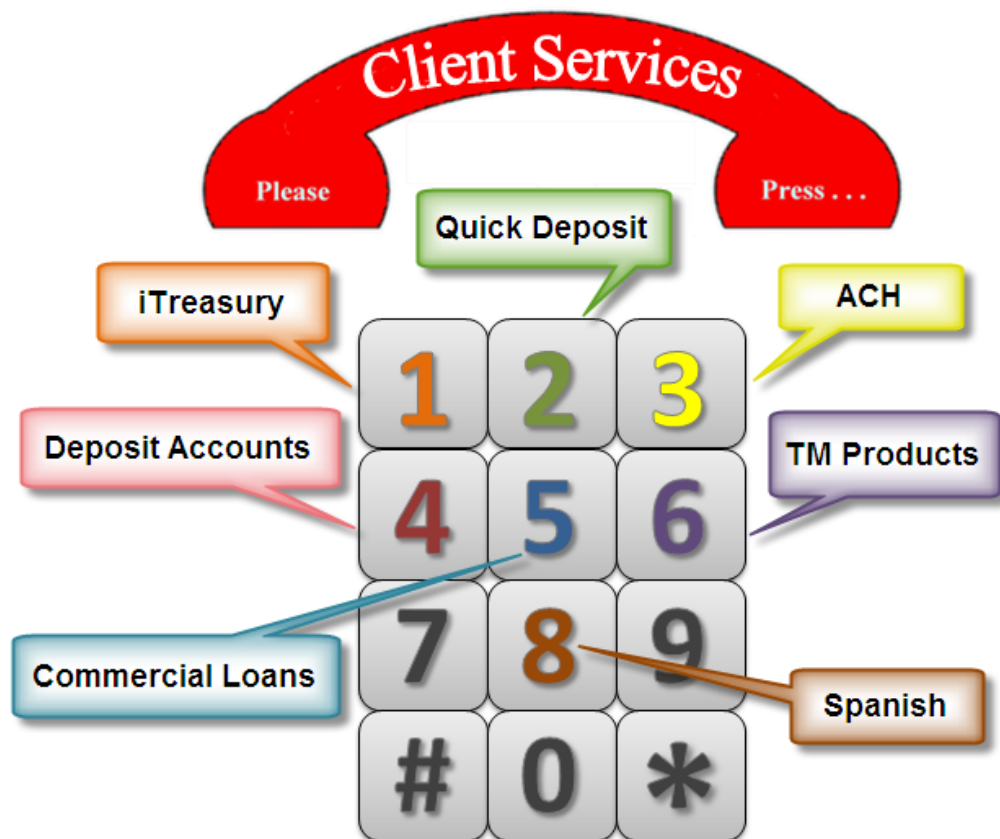 Client Services
Please
Press . . .
Quick Deposit
iTreasury
ACH
1 2 3
Deposit Accounts
TM Products
4 5 6
7 8 9
Commercial Loans
Spanish
# 0 *